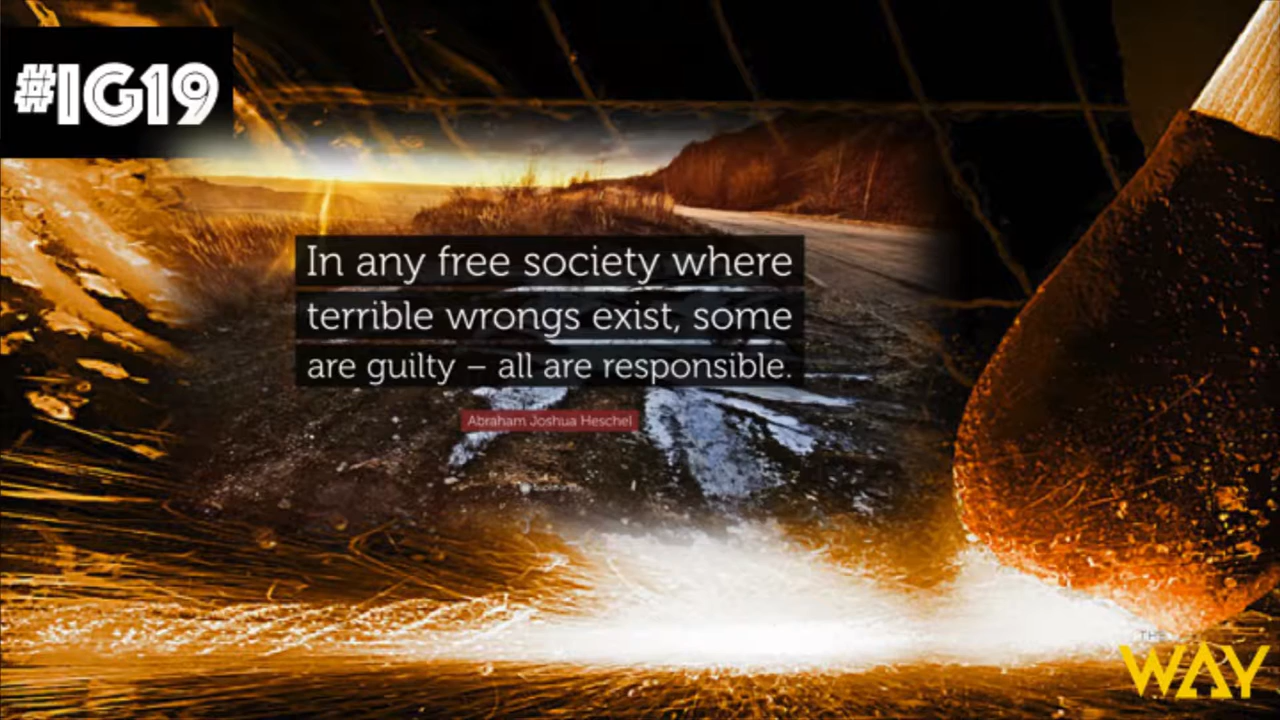 #IG19
In any free society where
terrible wrongs exist, some
are guilty – all are responsible.
Abraham Joshua Heschel
THE
WAY